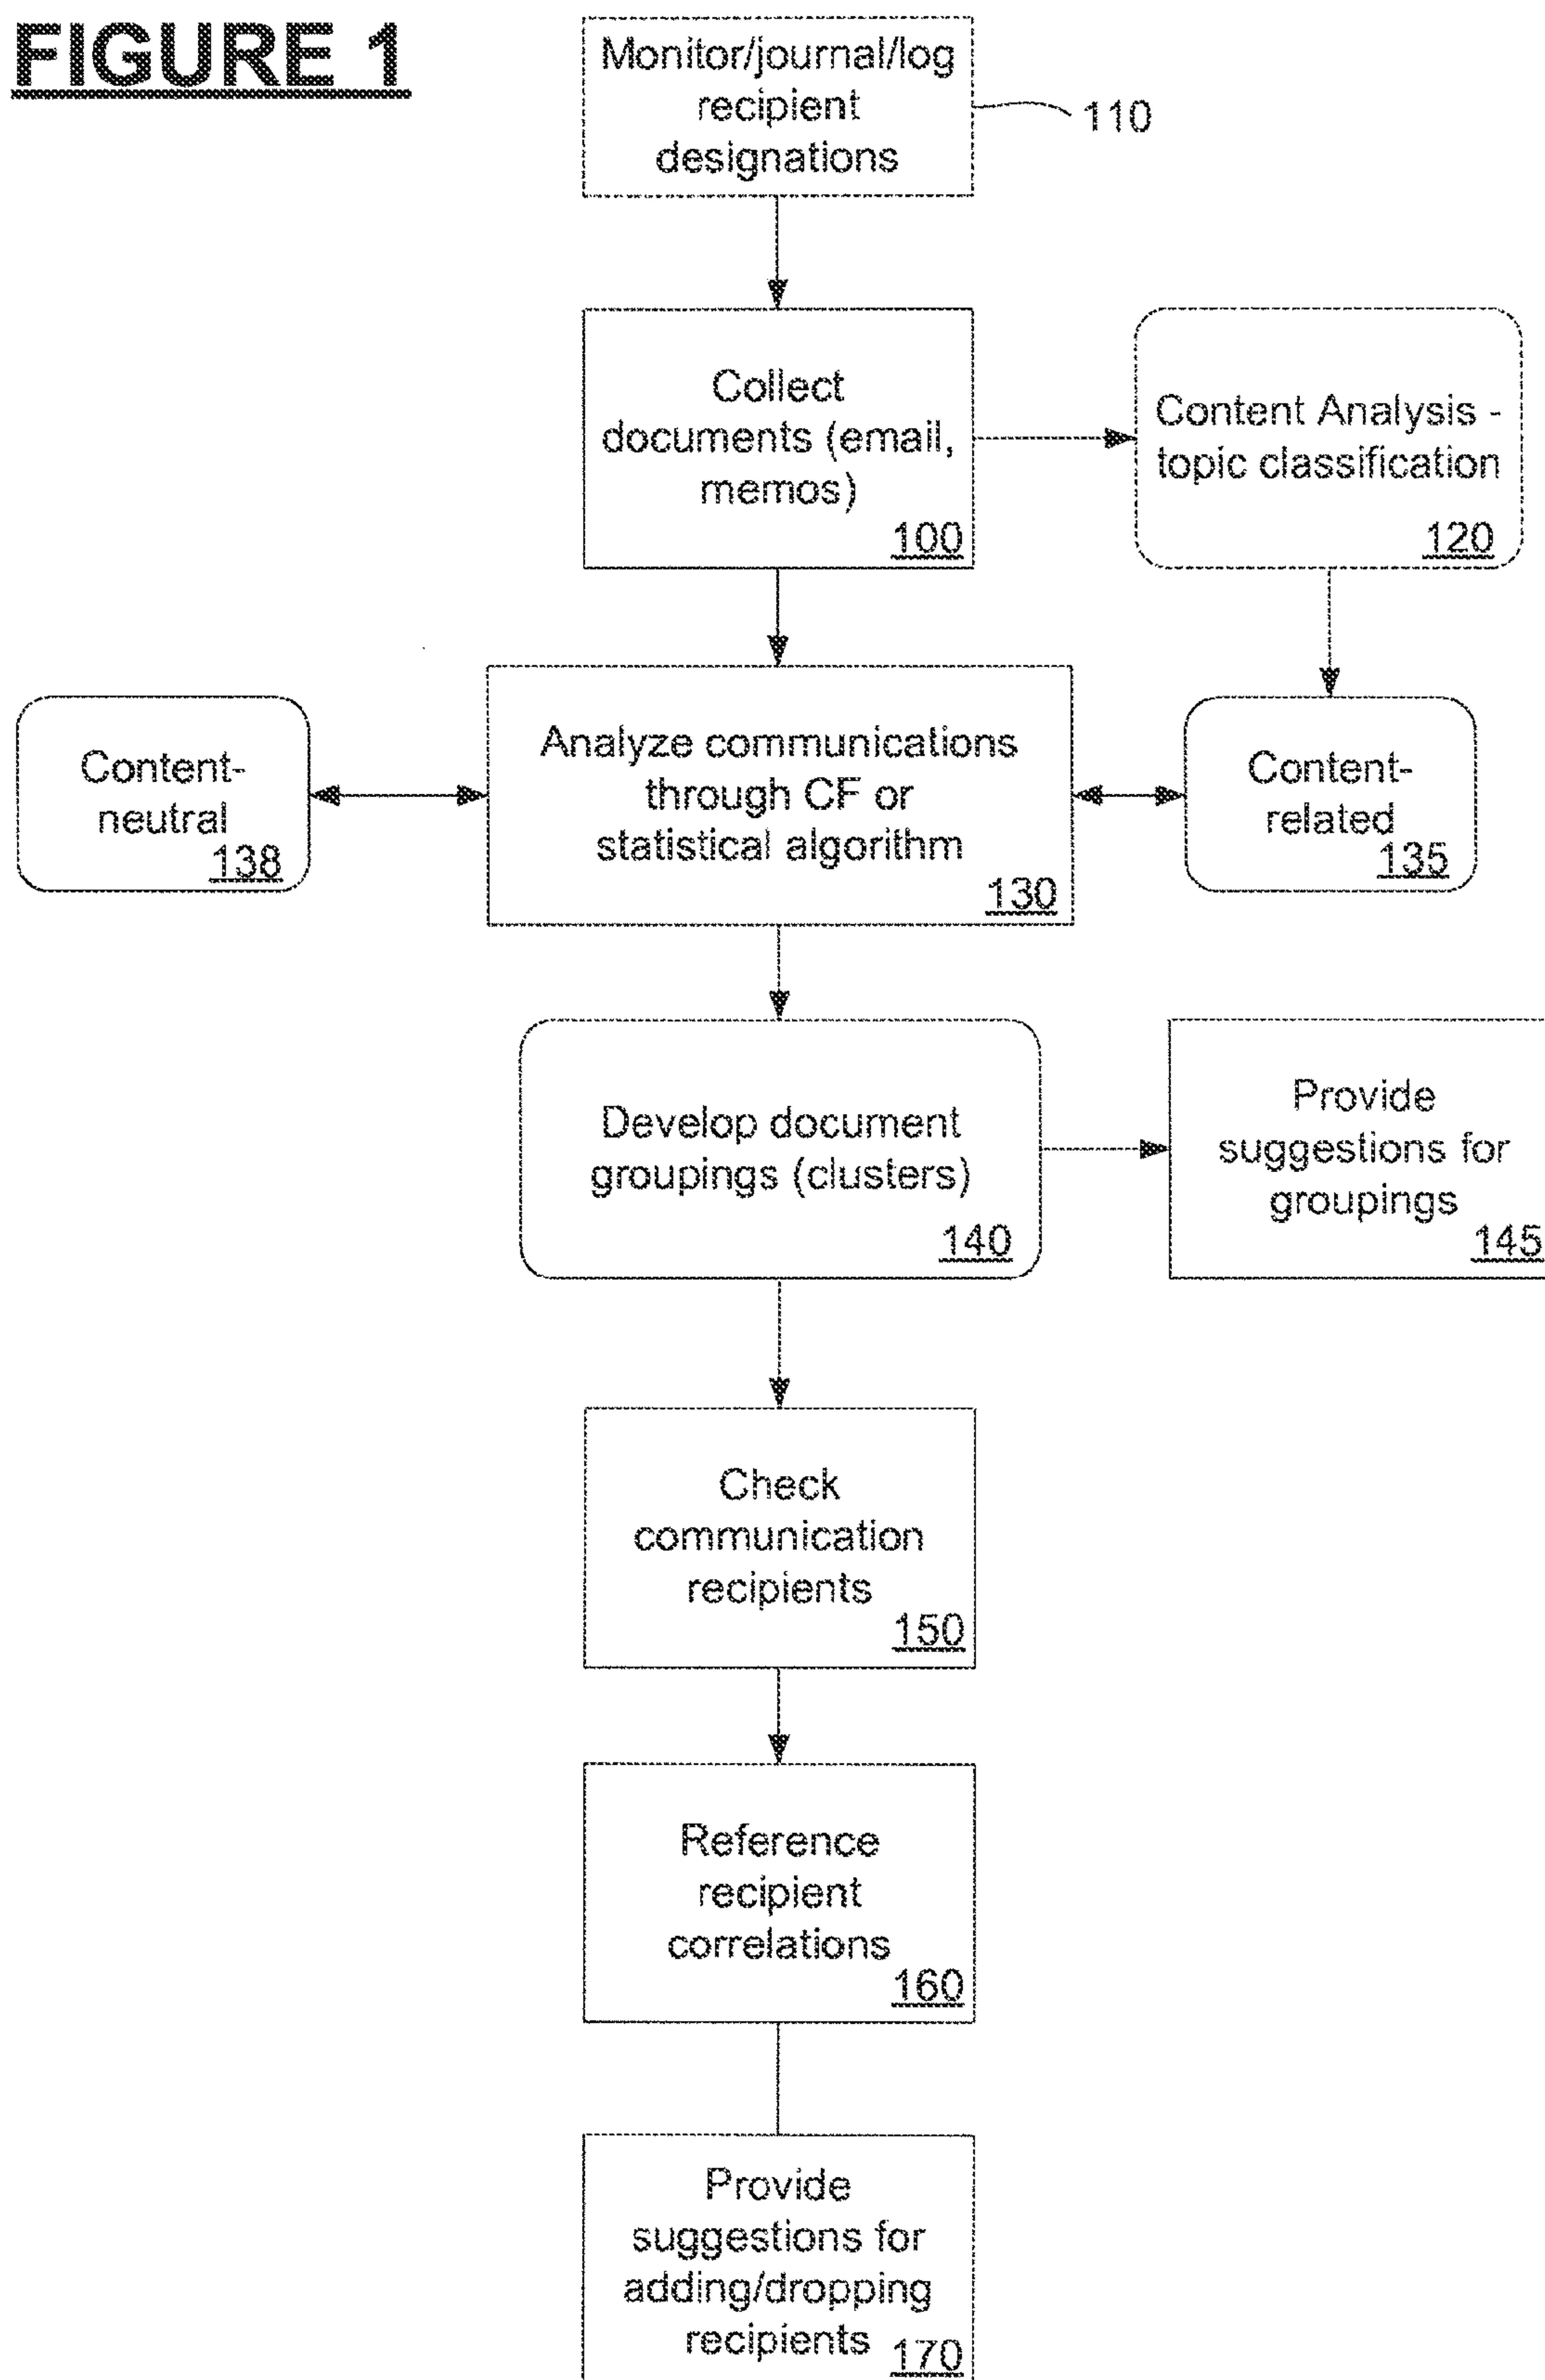 FIGURE 1
Monitor/journal/log
recipient
designations
110
Collect
documents (email,
memos)
100
Content Analysis -
topic classification
120
Content-
neutral
138
Analyze communications
through CF or
statistical algorithm
130
Content-
related
135
Develop document
groupings (clusters)
140
Provide
suggestions for
groupings
145
Check
communication
recipients
150
Reference
recipient
correlations
160
Provide
suggestions for
adding/dropping
recipients
170